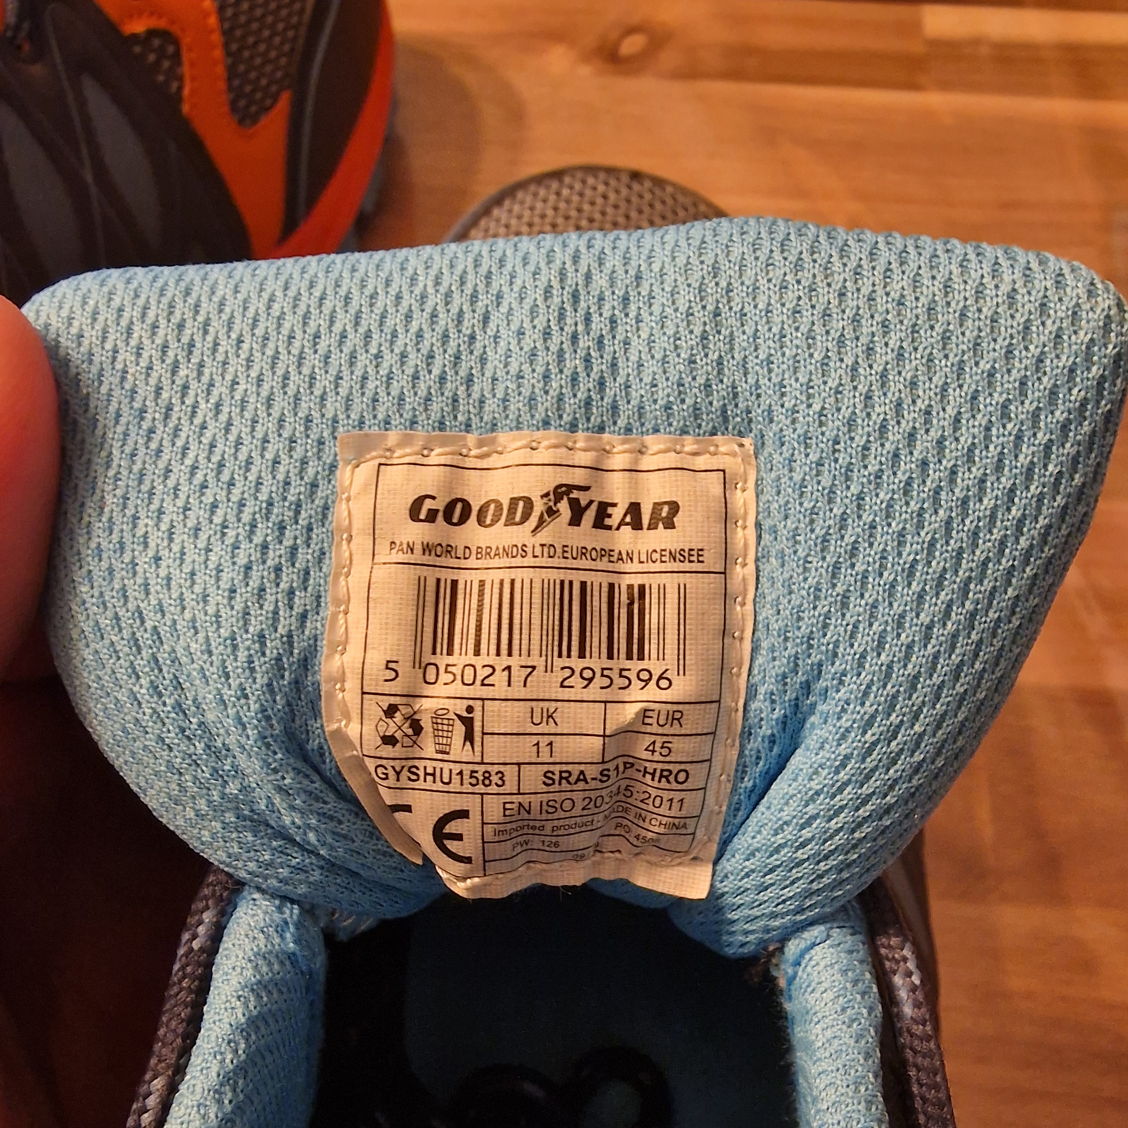 GOODYEAR
PAN WORLD BRANDS LTD.EUROPEAN LICENSEE
5 050217 295596
UK EUR
11 45
GYSHU1583 SRA-S1P-HRO
CE EN ISO 20345:2011
Imported product - MADE IN CHINA
PW: 126 PO